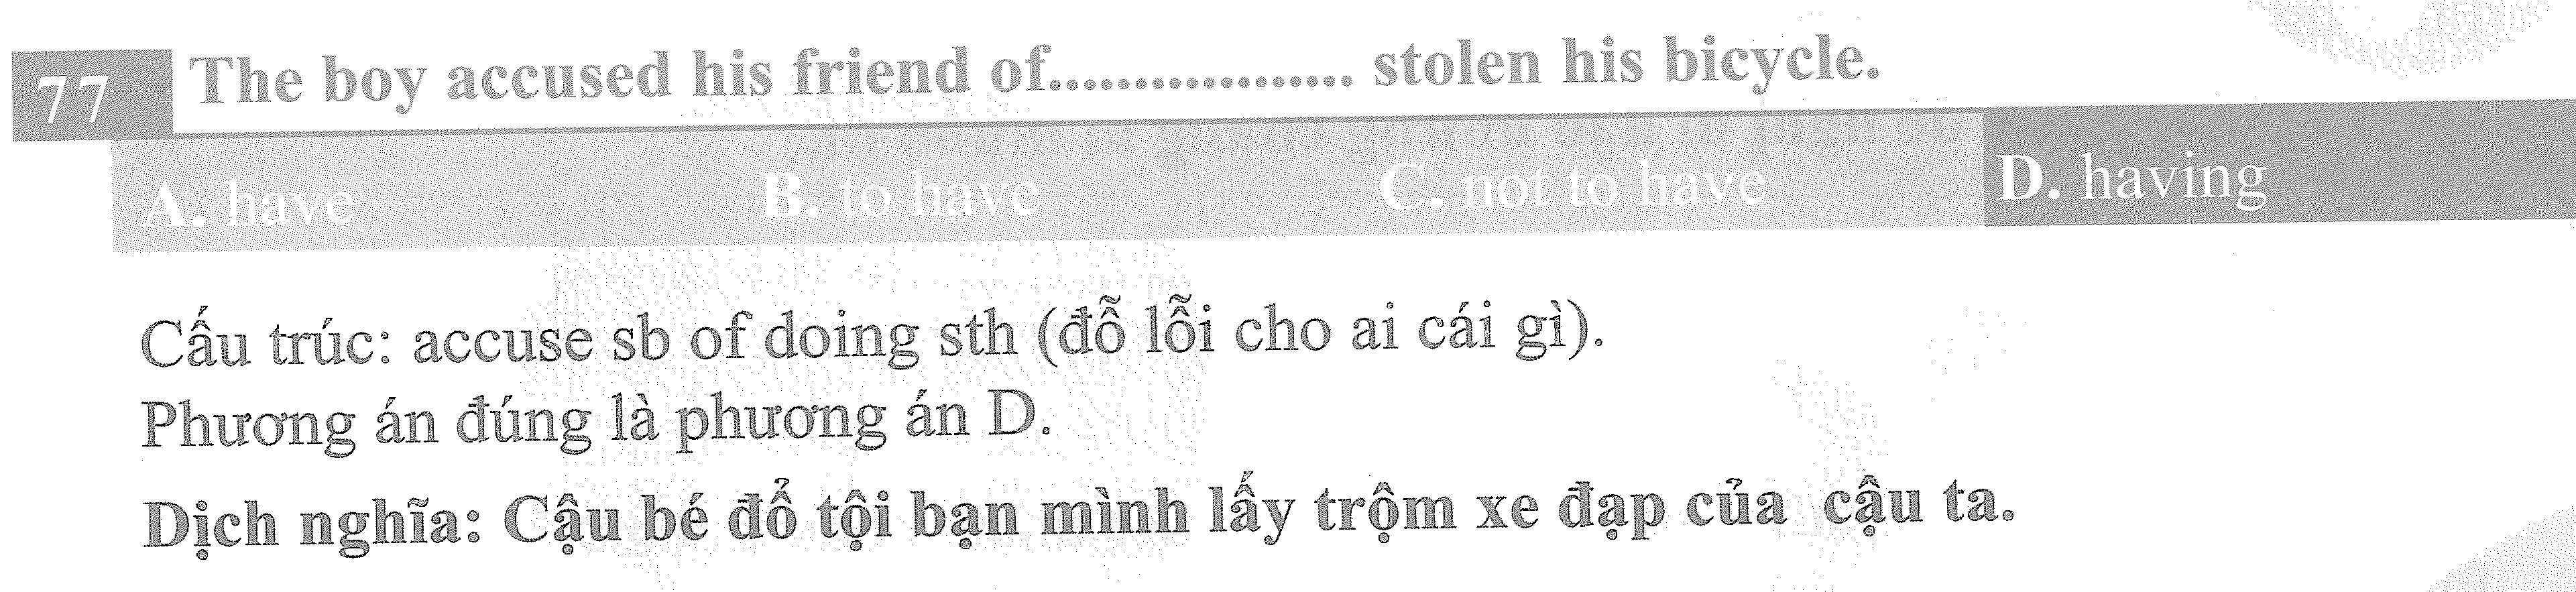 77 The boy accused his friend of................. stolen his bicycle.
A. have B. to have C. not to have D. having
Cấu trúc: accuse sb of doing sth (đỗ lỗi cho ai cái gì).
Phương án đúng là phương án D.
Dịch nghĩa: Cậu bé đổ tội bạn mình lấy trộm xe đạp của cậu ta.